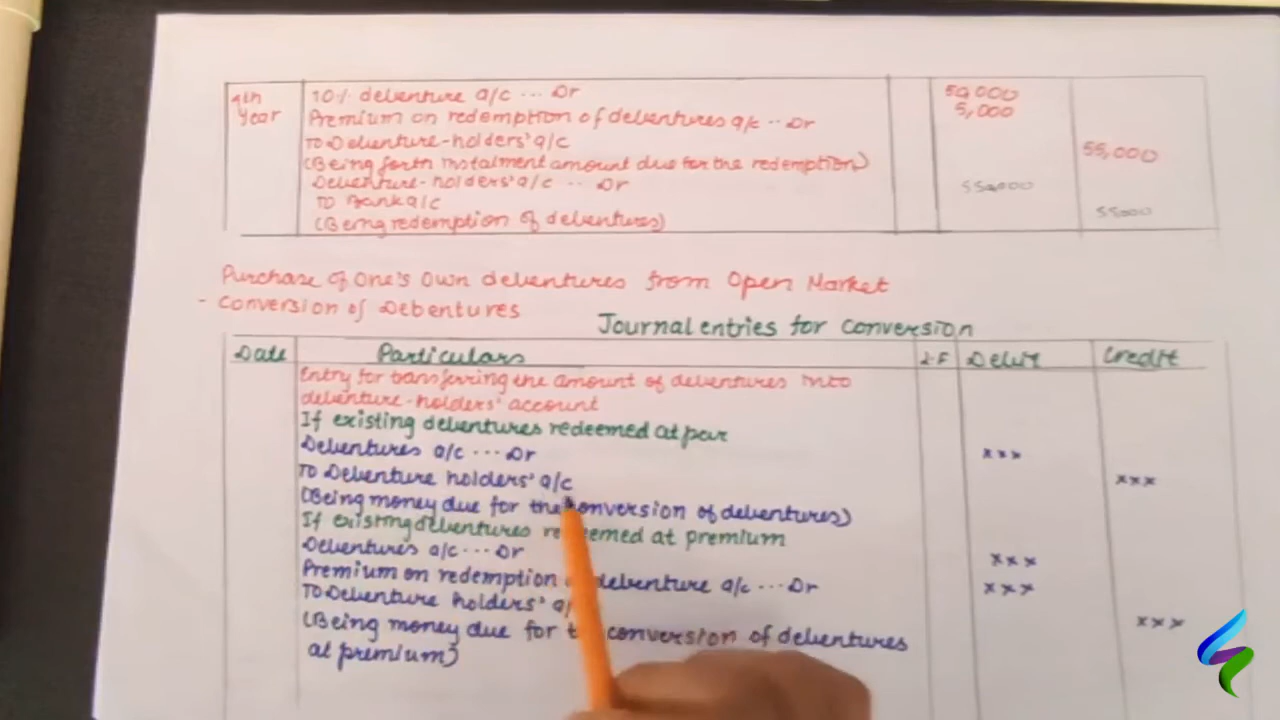 4th 10% debenture a/c ... Dr 50,000
year Premium on redemption of debentures a/c .. Dr 5,000
To Debenture-holders' a/c 55,000
(Being forth instalment amount due for the redemption)
Debenture-holders' a/c ... Dr
To Bank a/c 55000
(Being redemption of debentures)
Purchase of One's Own debentures from Open Market
- Conversion of Debentures
Journal entries for conversion
Date Particulars L.F Debit Credit
Entry for transferring the amount of debentures into
debenture-holders' account
If existing debentures redeemed at par
Debentures a/c ... Dr xxx
To Debenture holders' a/c xxx
(Being money due for the conversion of debentures)
If existing debentures redeemed at premium
Debentures a/c ... Dr xxx
Premium on redemption debenture a/c ... Dr xxx
To Debenture holders' xxx
(Being money due for conversion of debentures
at premium)